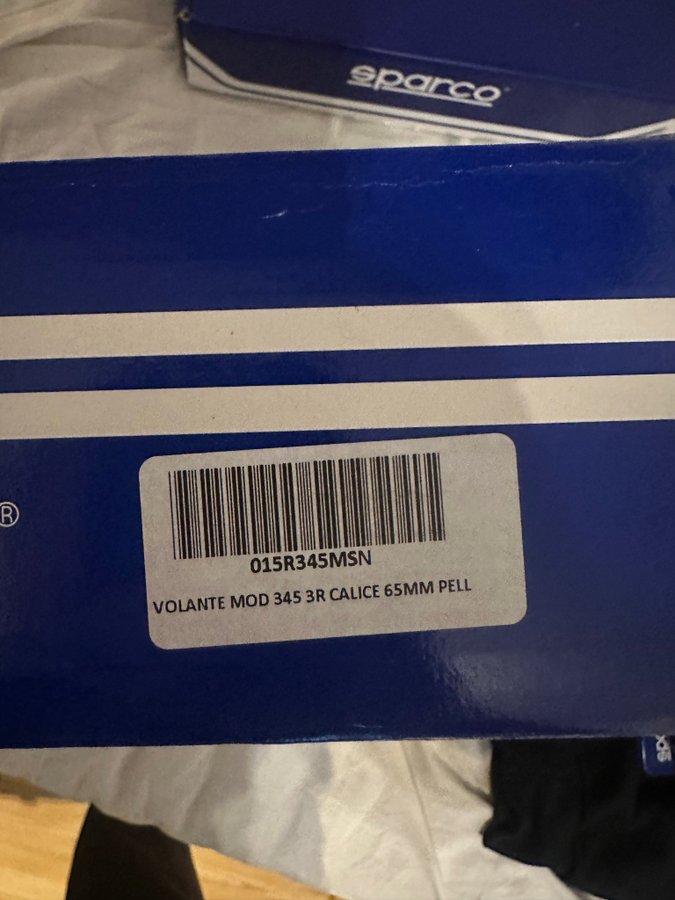 sparco
®
015R345MSN
VOLANTE MOD 345 3R CALICE 65MM PELL